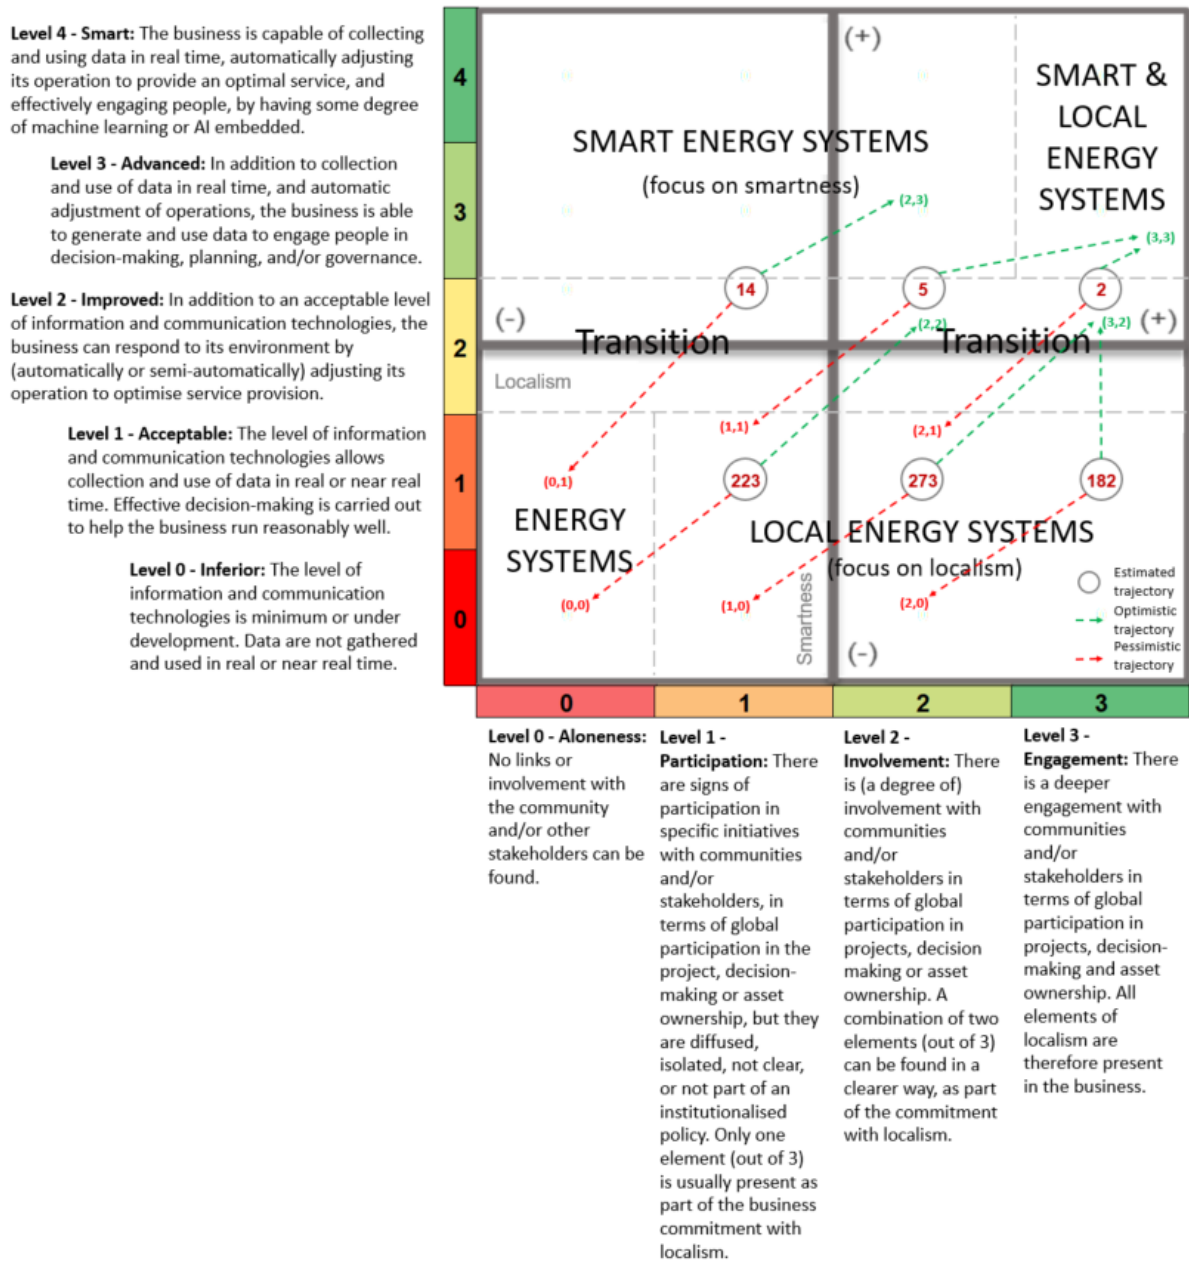 Level 4 - Smart: The business is capable of collecting
and using data in real time, automatically adjusting
its operation to provide an optimal service, and
effectively engaging people, by having some degree
of machine learning or AI embedded.
Level 3 - Advanced: In addition to collection
and use of data in real time, and automatic
adjustment of operations, the business is able
to generate and use data to engage people in
decision-making, planning, and/or governance.
Level 2 - Improved: In addition to an acceptable level
of information and communication technologies, the
business can respond to its environment by
(automatically or semi-automatically) adjusting its
operation to optimise service provision.
Level 1 - Acceptable: The level of information
and communication technologies allows
collection and use of data in real or near real
time. Effective decision-making is carried out
to help the business run reasonably well.
Level 0 - Inferior: The level of
information and communication
technologies is minimum or under
development. Data are not gathered
and used in real or near real time.
4
3
2
1
0
(+)
SMART &
LOCAL
ENERGY
SYSTEMS
SMART ENERGY SYSTEMS
(focus on smartness)
(2,3)
(3,3)
14
5
2
(-)
(2,2)
(3,2)
(+)
Transition
Transition
Localism
(1,1)
(2,1)
(0,1)
223
273
182
ENERGY
SYSTEMS
LOCAL ENERGY SYSTEMS
(focus on localism)
(0,0)
(1,0)
(2,0)
Smartness
(-)
Estimated
trajectory
Optimistic
trajectory
Pessimistic
trajectory
0
1
2
3
Level 0 - Aloneness:
No links or
involvement with
the community
and/or other
stakeholders can be
found.
Level 1 -
Participation: There
are signs of
participation in
specific initiatives
with communities
and/or
stakeholders, in
terms of global
participation in the
project, decision-
making or asset
ownership, but they
are diffused,
isolated, not clear,
or not part of an
institutionalised
policy. Only one
element (out of 3)
is usually present as
part of the business
commitment with
localism.
Level 2 -
Involvement: There
is (a degree of)
involvement with
communities
and/or
stakeholders in
terms of global
participation in
projects, decision
making or asset
ownership. A
combination of two
elements (out of 3)
can be found in a
clearer way, as part
of the commitment
with localism.
Level 3 -
Engagement: There
is a deeper
engagement with
communities
and/or
stakeholders in
terms of global
participation in
projects, decision-
making and asset
ownership. All
elements of
localism are
therefore present
in the business.